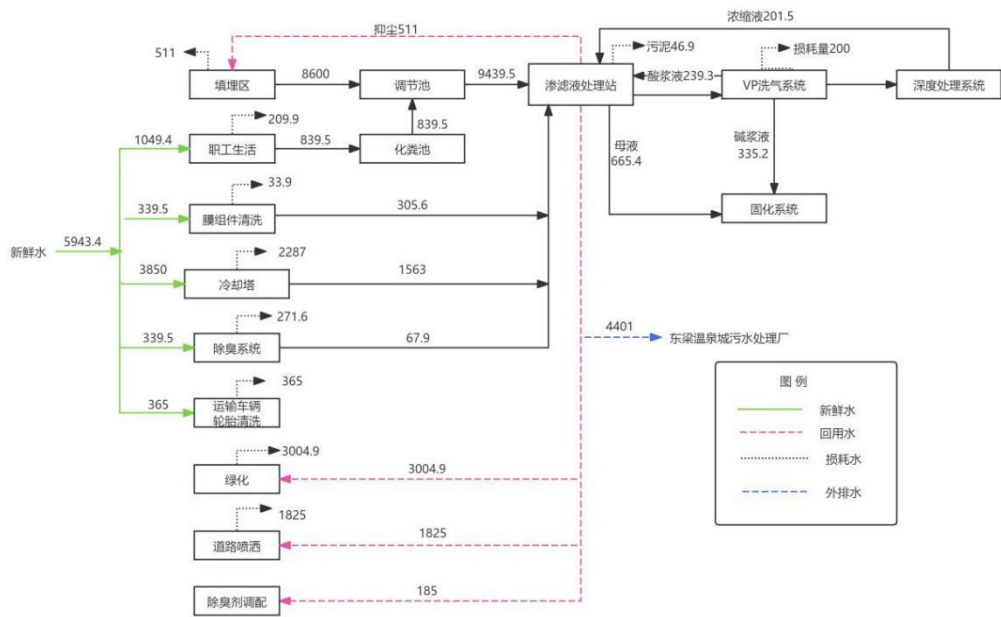 浓缩液201.5
抑尘511
511
污泥46.9
损耗量200
填埋区
8600
调节池
9439.5
渗滤液处理站
酸浆液239.3
VP洗气系统
深度处理系统
209.9
839.5
1049.4
职工生活
839.5
化粪池
母液
665.4
碱浆液
335.2
33.9
339.5
膜组件清洗
305.6
固化系统
新鲜水
5943.4
2287
3850
冷却塔
1563
271.6
339.5
除臭系统
67.9
4401
东梁温泉城污水处理厂
365
365
运输车辆
轮胎清洗
图 例
新鲜水
回用水
损耗水
外排水
3004.9
绿化
3004.9
1825
道路喷洒
1825
除臭剂调配
185